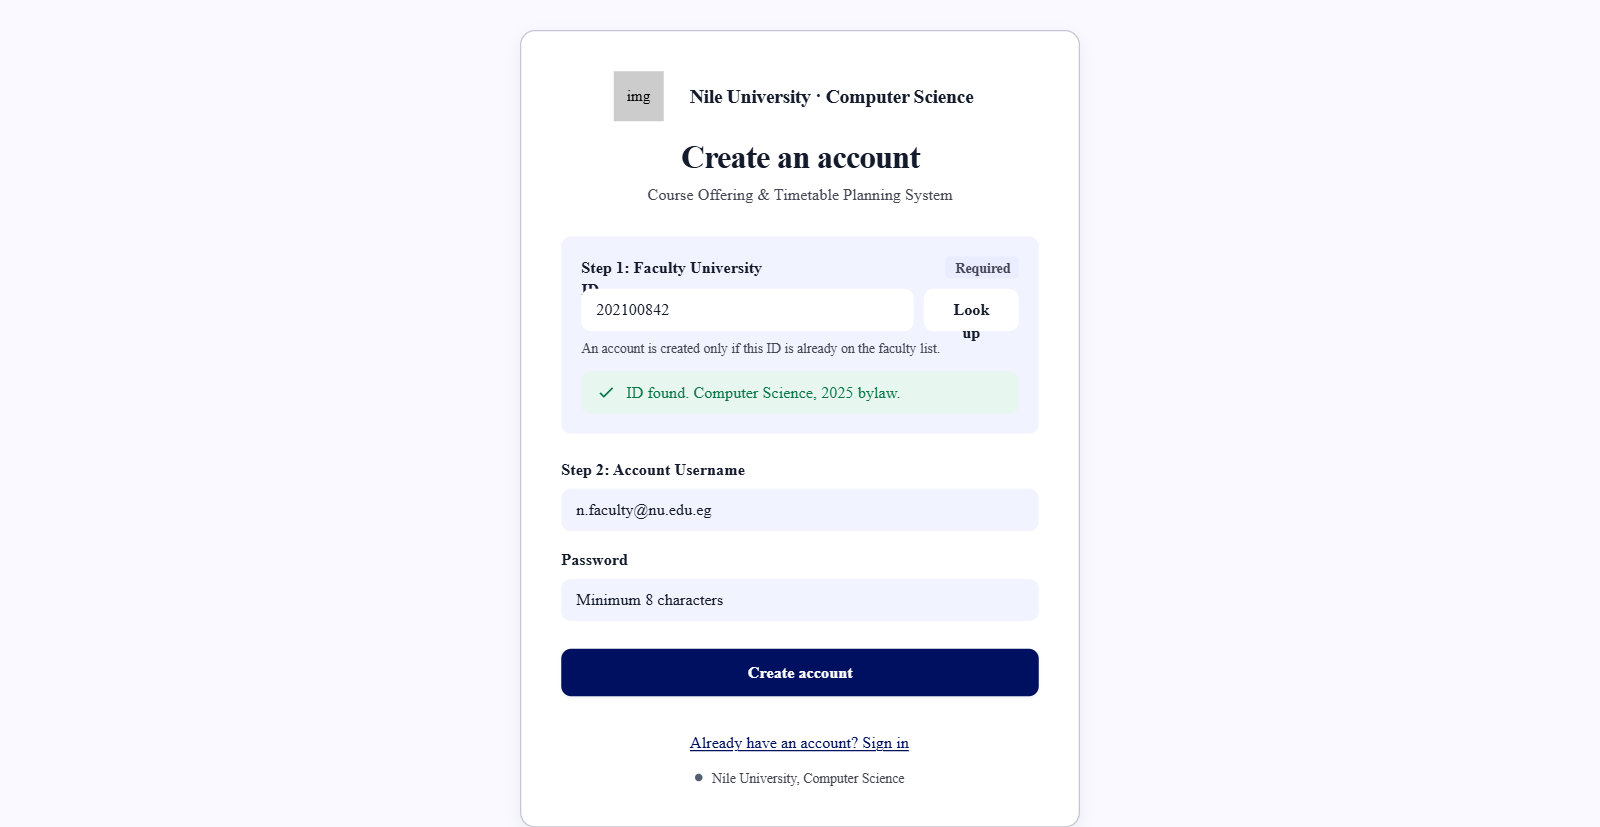 img
Nile University · Computer Science
Create an account
Course Offering & Timetable Planning System
Step 1: Faculty University
ID
Required
202100842
Look
up
An account is created only if this ID is already on the faculty list.
ID found. Computer Science, 2025 bylaw.
Step 2: Account Username
n.faculty@nu.edu.eg
Password
Minimum 8 characters
Create account
Already have an account? Sign in
Nile University, Computer Science